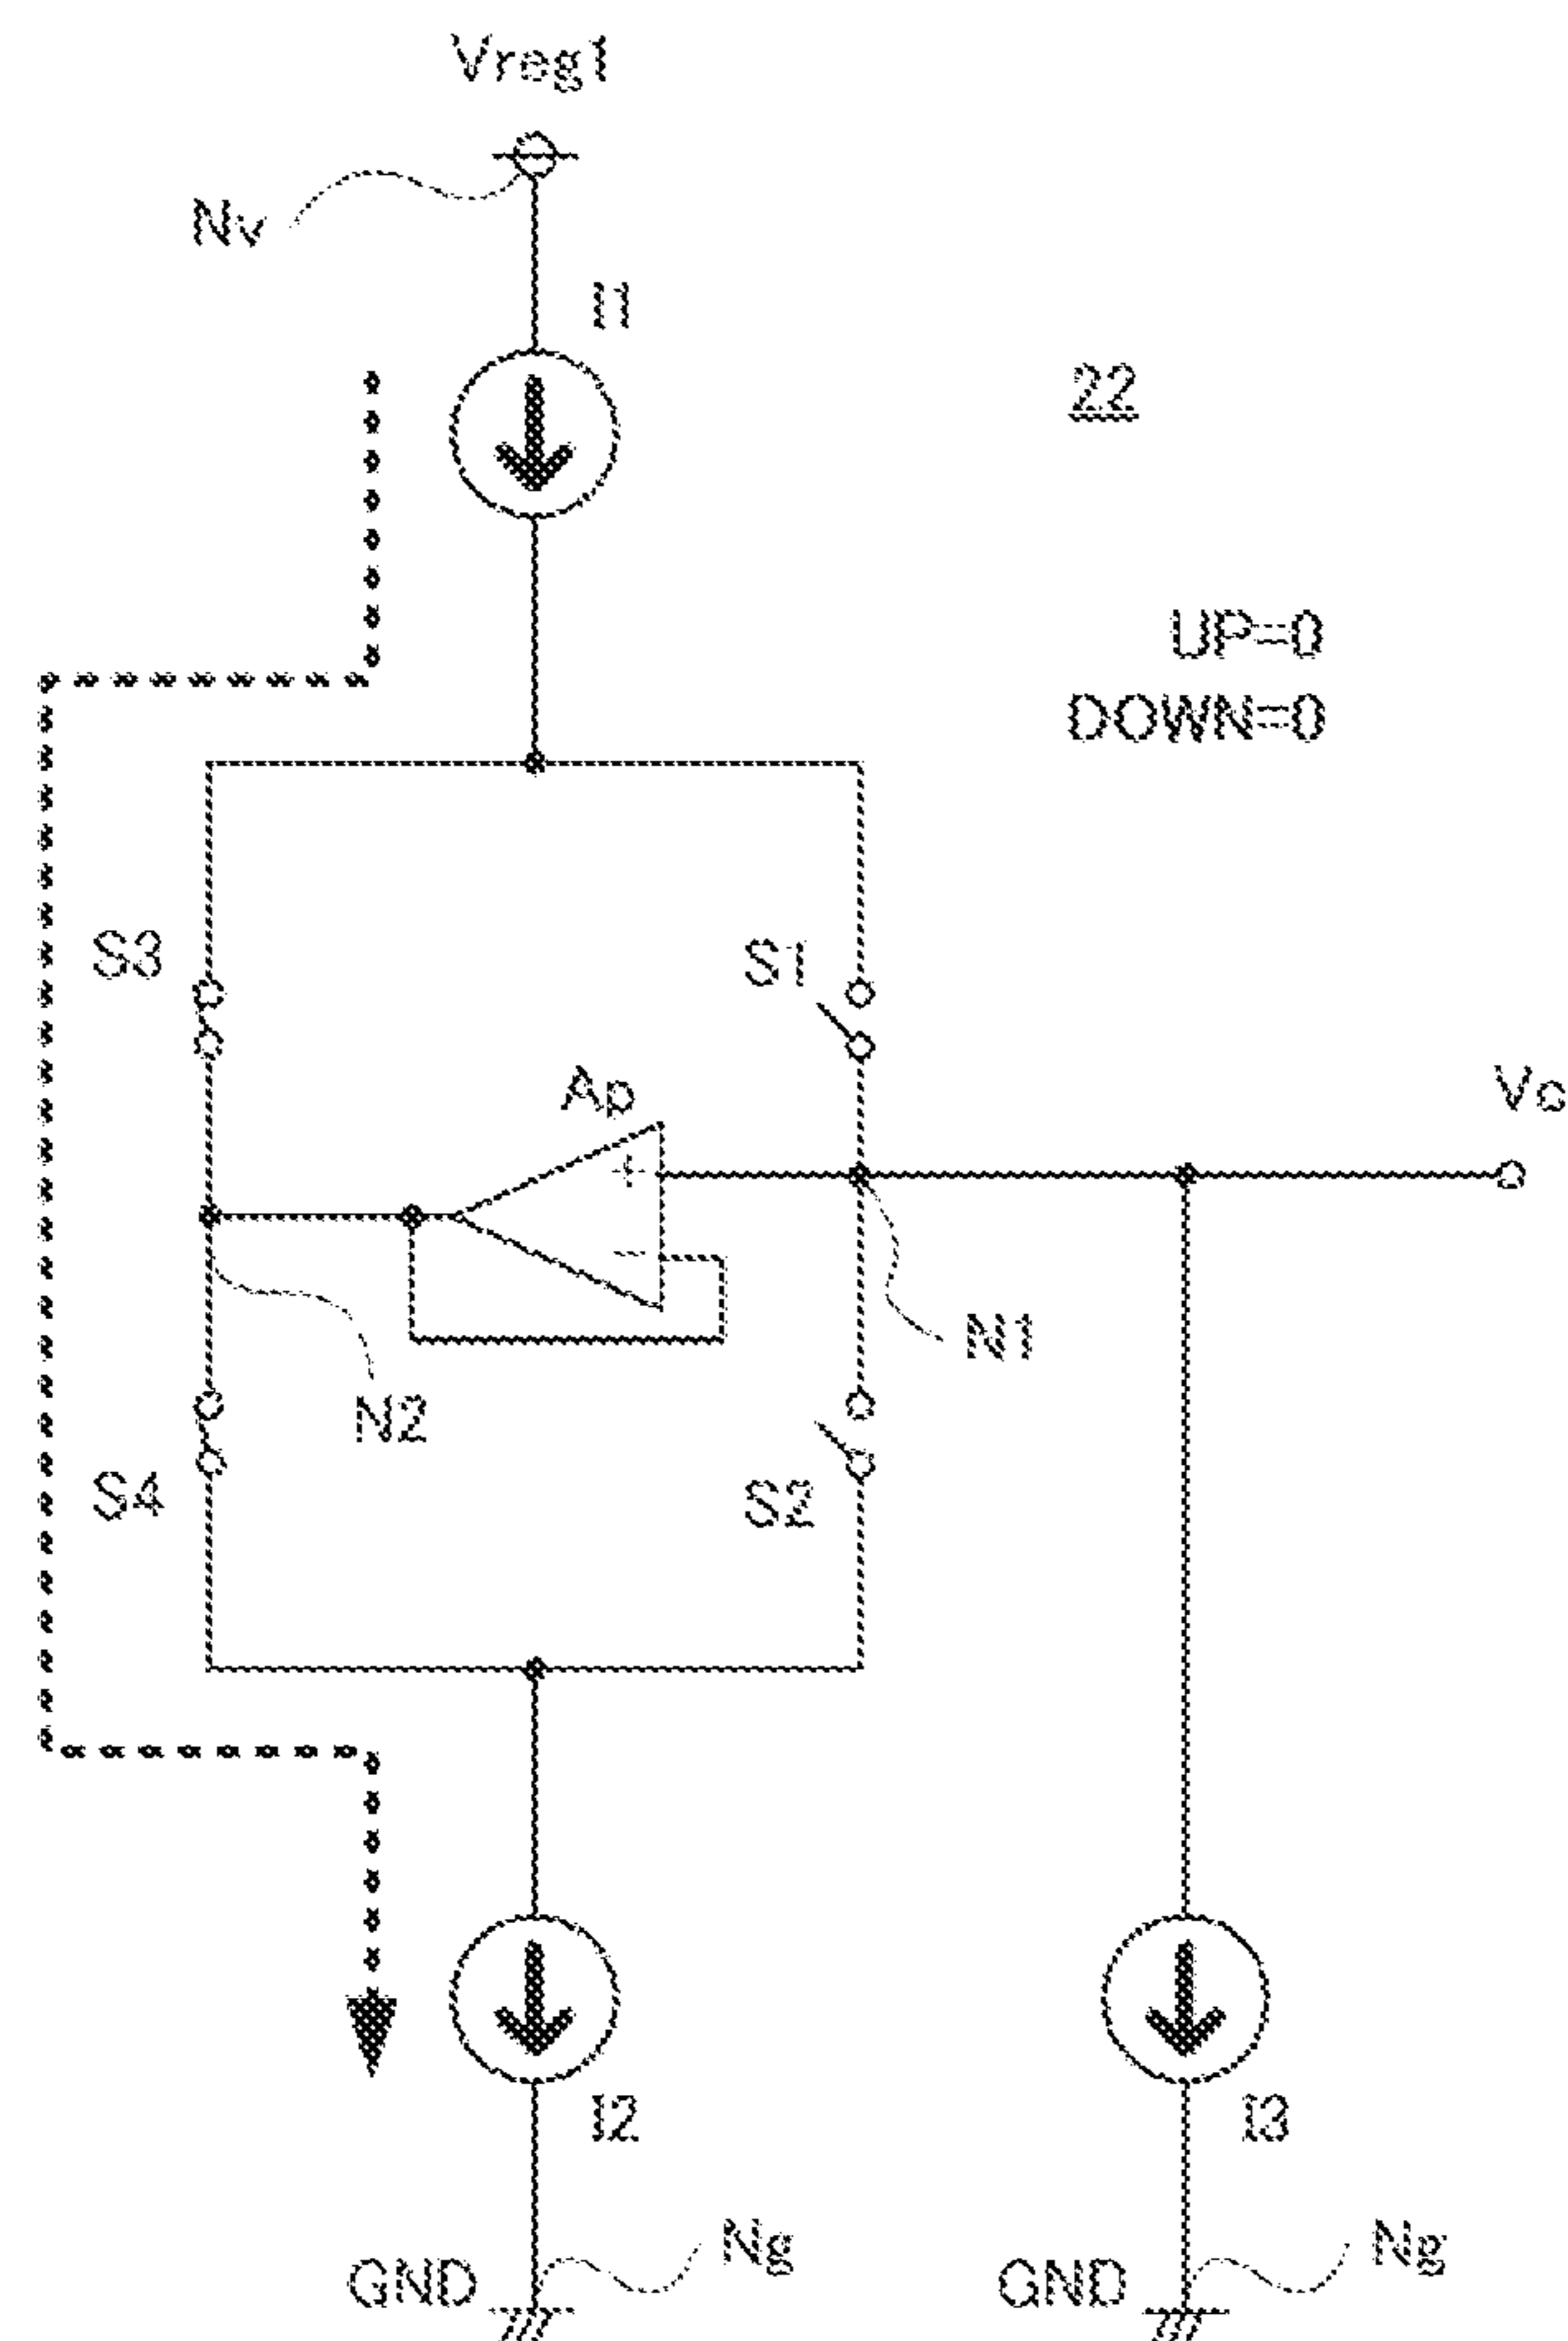 Vreg1
Nv
I1
22
UP=0
DOWN=0
S3
S1
Ap
Vc
+
−
N1
N2
S4
S2
I2
I3
GND
Ng
GND
Ng